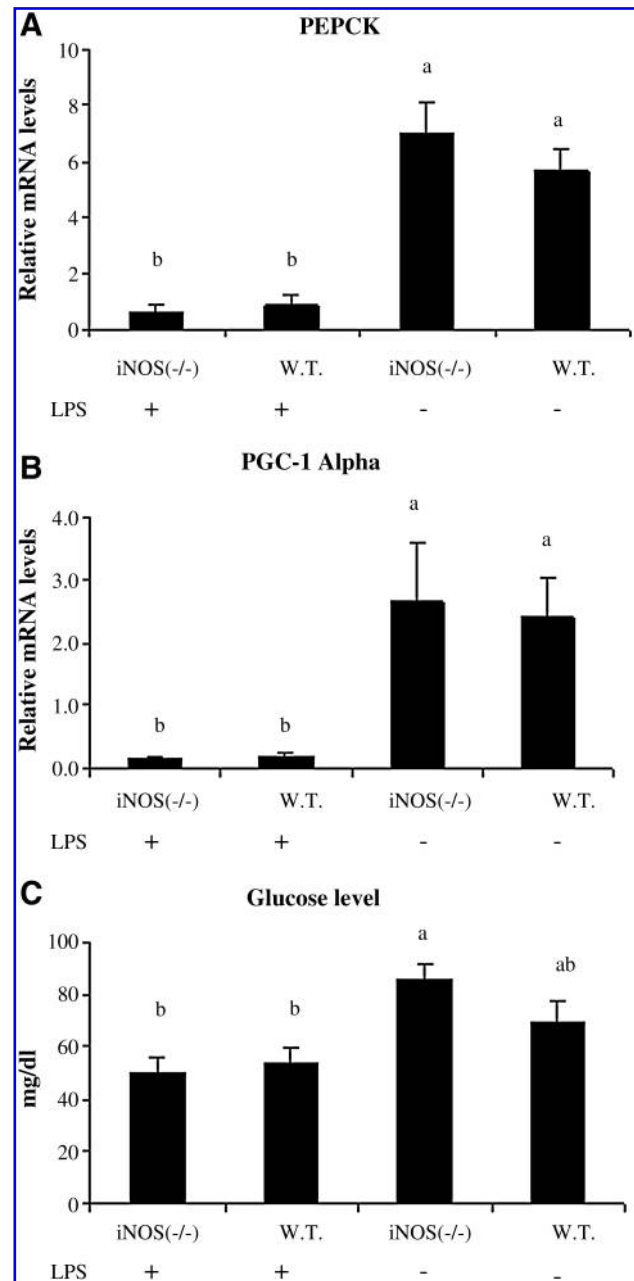 A
PEPCK
Relative mRNA levels
10
a
a
8
6
4
b
b
2
0
iNOS(-/-) W.T. iNOS(-/-) W.T.
LPS + + - -
B
PGC-1 Alpha
Relative mRNA levels
4.0
a
a
3.0
2.0
1.0
b
b
0.0
iNOS(-/-) W.T. iNOS(-/-) W.T.
LPS + + - -
C
Glucose level
mg/dl
100
a
ab
80
b
b
60
40
20
0
iNOS(-/-) W.T. iNOS(-/-) W.T.
LPS + + - -